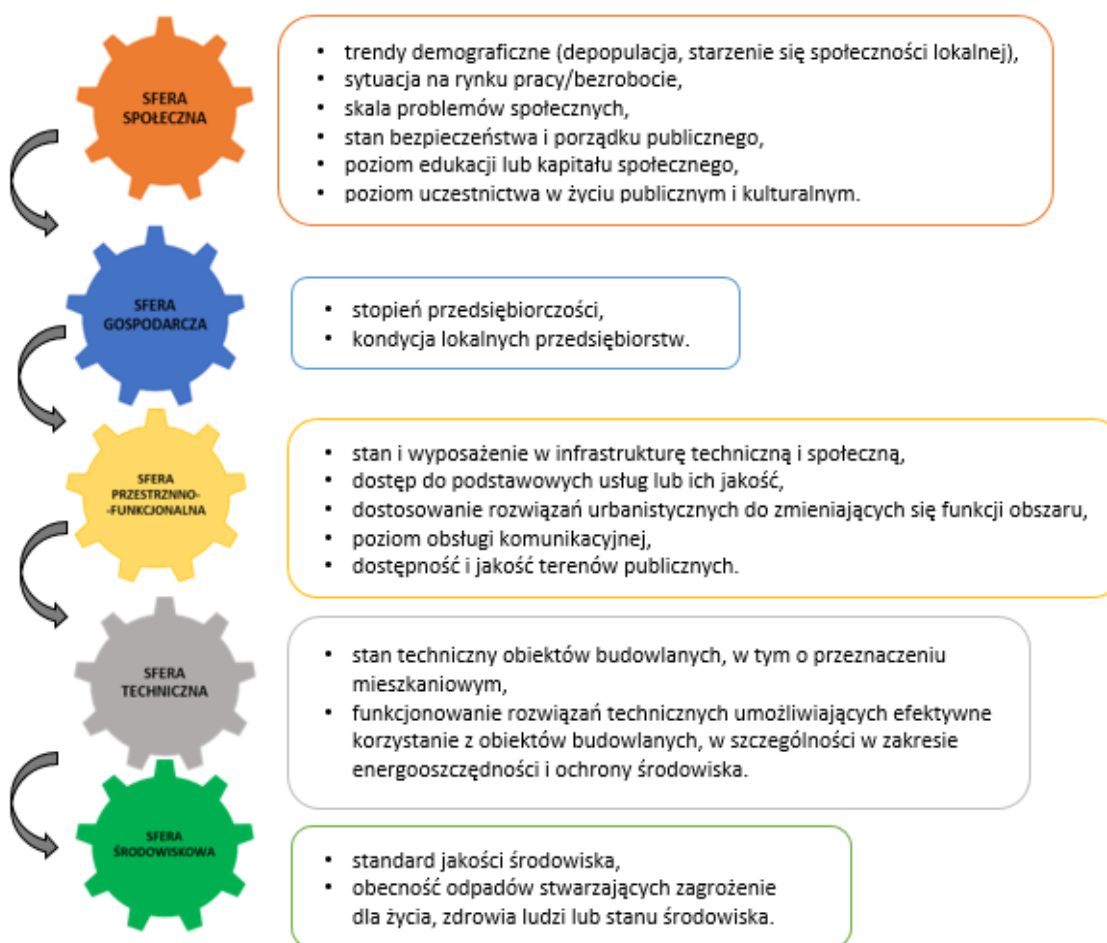 SFERA
SPOŁECZNA
• trendy demograficzne (depopulacja, starzenie się społeczności lokalnej),
• sytuacja na rynku pracy/bezrobocie,
• skala problemów społecznych,
• stan bezpieczeństwa i porządku publicznego,
• poziom edukacji lub kapitału społecznego,
• poziom uczestnictwa w życiu publicznym i kulturalnym.
SFERA
GOSPODARCZA
• stopień przedsiębiorczości,
• kondycja lokalnych przedsiębiorstw.
SFERA
PRZESTRZNNO-
-FUNKCJONALNA
• stan i wyposażenie w infrastrukturę techniczną i społeczną,
• dostęp do podstawowych usług lub ich jakość,
• dostosowanie rozwiązań urbanistycznych do zmieniających się funkcji obszaru,
• poziom obsługi komunikacyjnej,
• dostępność i jakość terenów publicznych.
SFERA
TECHNICZNA
• stan techniczny obiektów budowlanych, w tym o przeznaczeniu
mieszkaniowym,
• funkcjonowanie rozwiązań technicznych umożliwiających efektywne
korzystanie z obiektów budowlanych, w szczególności w zakresie
energooszczędności i ochrony środowiska.
SFERA
ŚRODOWISKOWA
• standard jakości środowiska,
• obecność odpadów stwarzających zagrożenie
dla życia, zdrowia ludzi lub stanu środowiska.